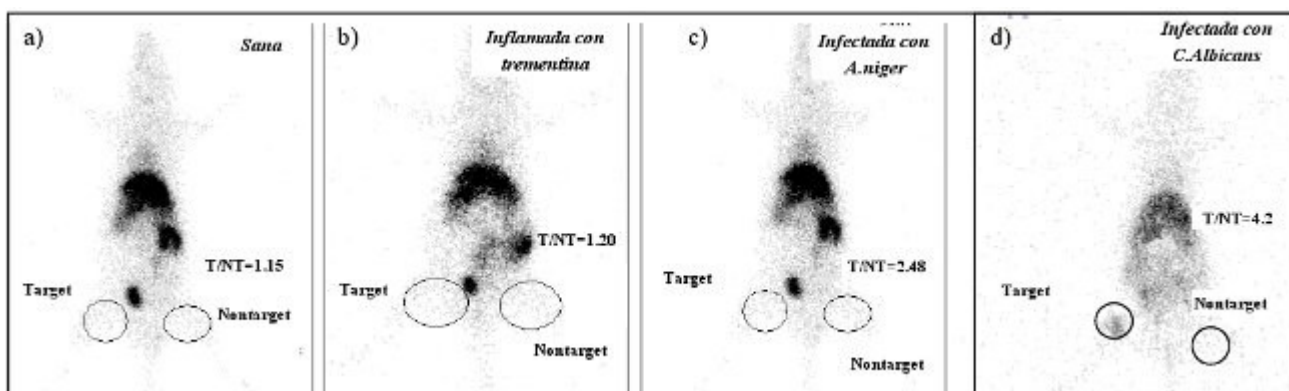 a)
Sana
T/NT=1.15
Target
Nontarget
b)
Inflamada con
trementina
T/NT=1.20
Target
Nontarget
c)
Infectada con
A.niger
T/NT=2.48
Target
Nontarget
d)
Infectada con
C.Albicans
T/NT=4.2
Target
Nontarget